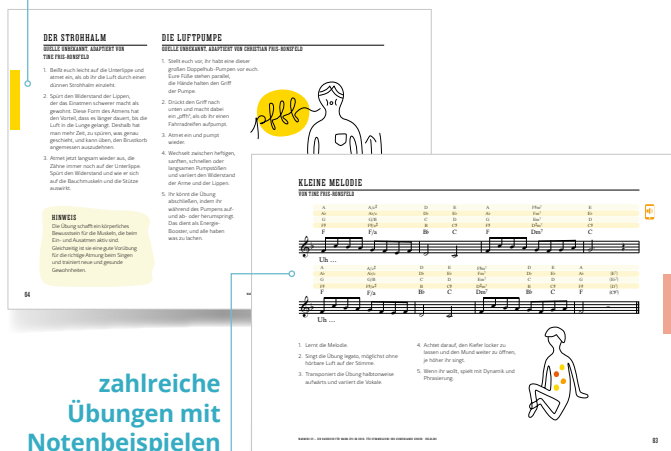 DER STROHHALM
QUELLE UNBEKANNT, ADAPTIERT VON
TINE FRIS-RONSFELD
1. Beißt euch leicht auf die Unterlippe und
atmet ein, als ob ihr die Luft durch einen
dünnen Strohhalm einzieht.
2. Spürt den Widerstand der Lippen,
der das Einatmen schwerer macht als
gewohnt. Diese Form des Atmens hat
den Vorteil, dass es länger dauert, bis die
Luft in die Lunge gelangt. Deshalb hat
man mehr Zeit, zu spüren, was genau
geschieht, und kann üben, den Brustkorb
angemessen auszudehnen.
3. Atmet jetzt langsam wieder aus, die
Zähne immer noch auf der Unterlippe.
Spürt den Widerstand und wie er sich
auf die Bauchmuskeln und die Stütze
auswirkt.
HINWEIS
Die Übung schafft ein körperliches
Bewusstsein für die Muskeln, die beim
Ein- und Ausatmen aktiv sind.
Gleichzeitig ist sie eine gute Vorübung
für die richtige Atmung beim Singen
und trainiert neue und gesunde
Gewohnheiten.
64
DIE LUFTPUMPE
QUELLE UNBEKANNT, ADAPTIERT VON CHRISTIAN FRIS-RONSFELD
1. Stellt euch vor, ihr habt eine dieser
großen Doppelhub-Pumpen vor euch.
Eure Füße stehen parallel,
die Hände halten den Griff
der Pumpe.
2. Drückt den Griff nach
unten und macht dabei
ein „pfff“, als ob ihr einen
Fahrradreifen aufpumpt.
3. Atmet ein und pumpt
wieder.
4. Wechselt zwischen heftigen,
sanften, schnellen oder
langsamen Pumpstößen
und variiert den Widerstand
der Arme und der Lippen.
5. Ihr könnt die Übung
abschließen, indem ihr
während des Pumpens auf-
und ab- oder herumspringt.
Das dient als Energie-
Booster, und alle haben
was zu lachen.
pfff
KLEINE MELODIE
VON TINE FRIS-RONSFELD
F F/a B♭ C F Dm⁷ C
Uh ...
F F/a B♭ C Dm⁷ B♭ C F
Uh ...
1. Lernt die Melodie.
2. Singt die Übung legato, möglichst ohne
hörbare Luft auf der Stimme.
3. Transponiert die Übung halbtonweise
aufwärts und variiert die Vokale.
4. Achtet darauf, den Kiefer locker zu
lassen und den Mund weiter zu öffnen,
je höher ihr singt.
5. Wenn ihr wollt, spielt mit Dynamik und
Phrasierung.
83
zahlreiche
Übungen mit
Notenbeispielen